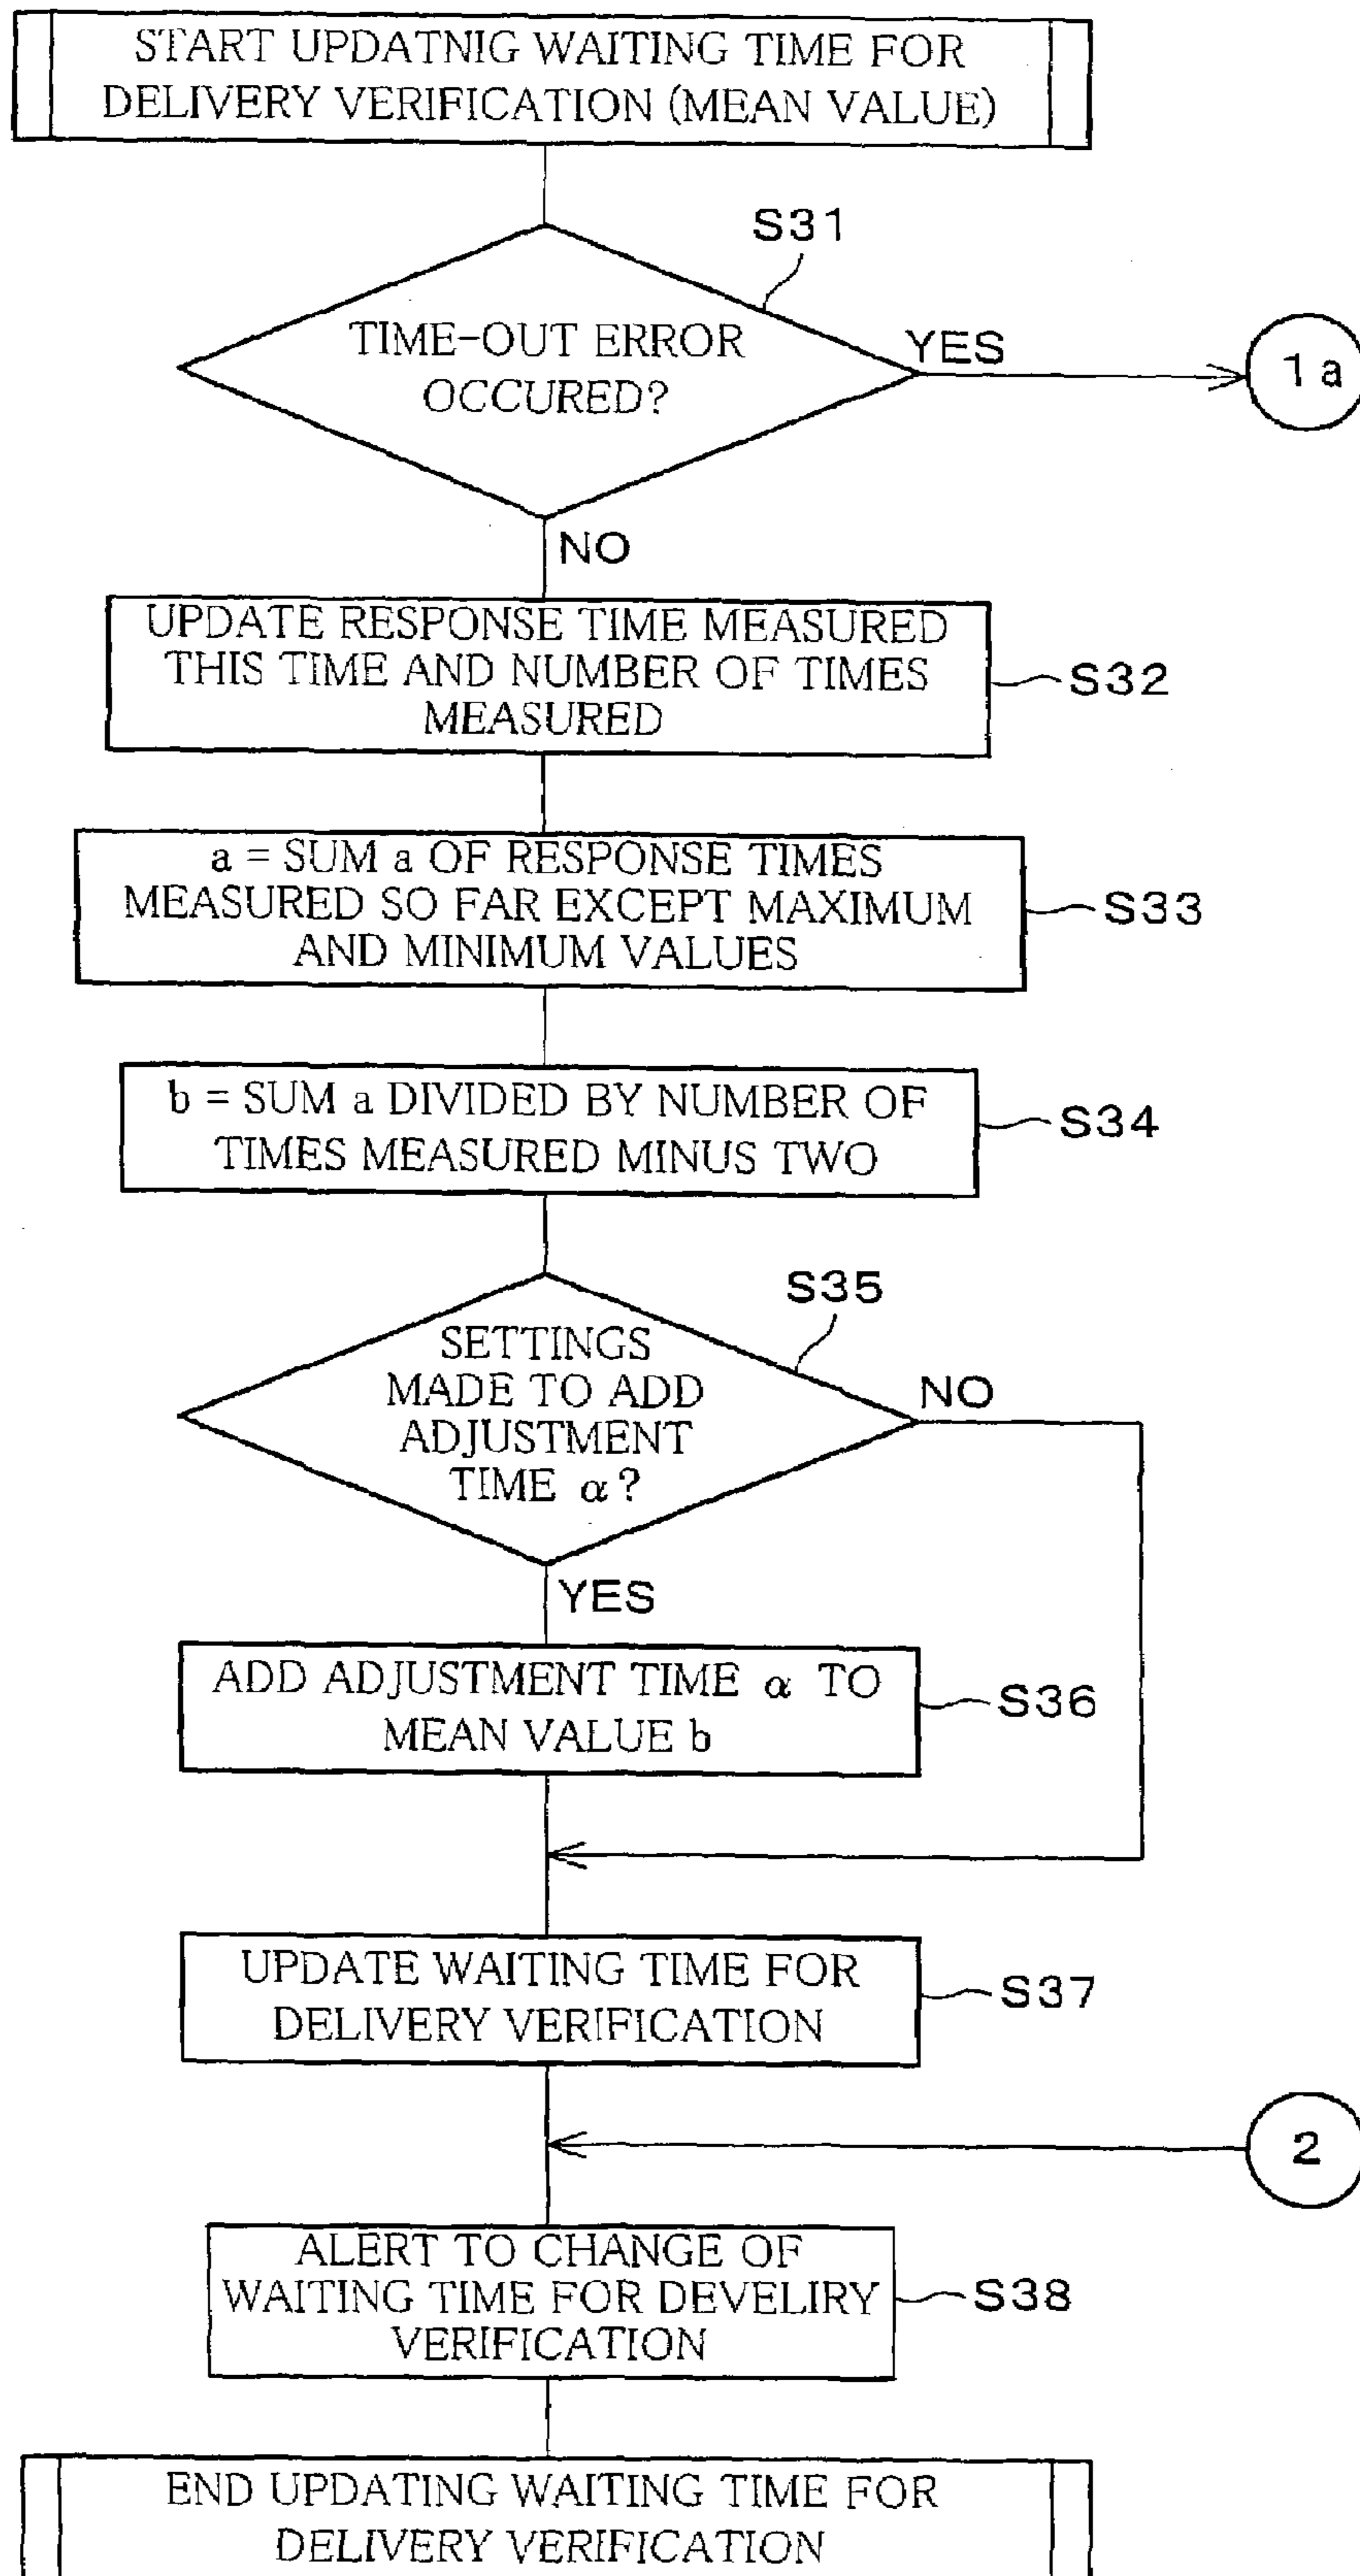 START UPDATNIG WAITING TIME FOR
DELIVERY VERIFICATION (MEAN VALUE)
S31
TIME-OUT ERROR
OCCURED?
YES
1a
NO
UPDATE RESPONSE TIME MEASURED
THIS TIME AND NUMBER OF TIMES
MEASURED
S32
a = SUM a OF RESPONSE TIMES
MEASURED SO FAR EXCEPT MAXIMUM
AND MINIMUM VALUES
S33
b = SUM a DIVIDED BY NUMBER OF
TIMES MEASURED MINUS TWO
S34
S35
SETTINGS
MADE TO ADD
ADJUSTMENT
TIME α?
NO
YES
ADD ADJUSTMENT TIME α TO
MEAN VALUE b
S36
UPDATE WAITING TIME FOR
DELIVERY VERIFICATION
S37
2
ALERT TO CHANGE OF
WAITING TIME FOR DEVELIRY
VERIFICATION
S38
END UPDATING WAITING TIME FOR
DELIVERY VERIFICATION